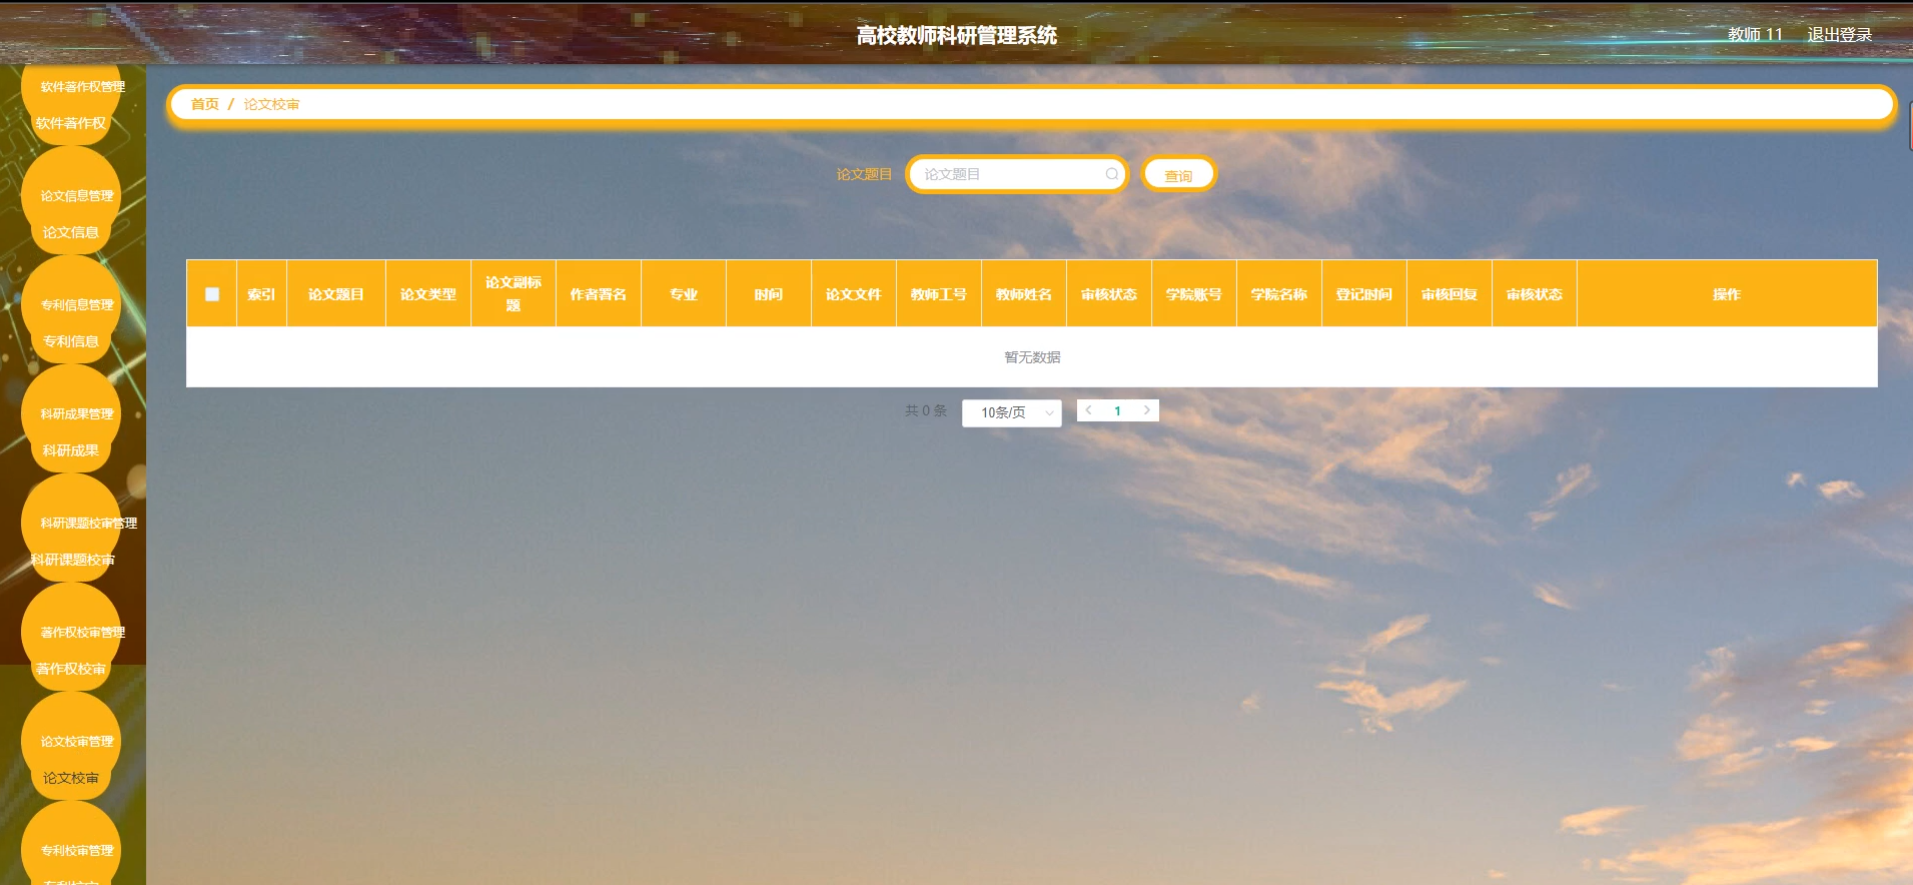 高校教师科研管理系统
教师 11 退出登录
软件著作权管理
软件著作权
论文信息管理
论文信息
专利信息管理
专利信息
科研成果管理
科研成果
科研课题校审管理
科研课题校审
著作权校审管理
著作权校审
论文校审管理
论文校审
专利校审管理
首页 / 论文校审
论文题目 论文题目 查询
索引 论文题目 论文类型 论文副标题 作者署名 专业 时间 论文文件 教师工号 教师姓名 审核状态 学院账号 学院名称 登记时间 审核回复 审核状态 操作
暂无数据
共 0 条 10条/页 1